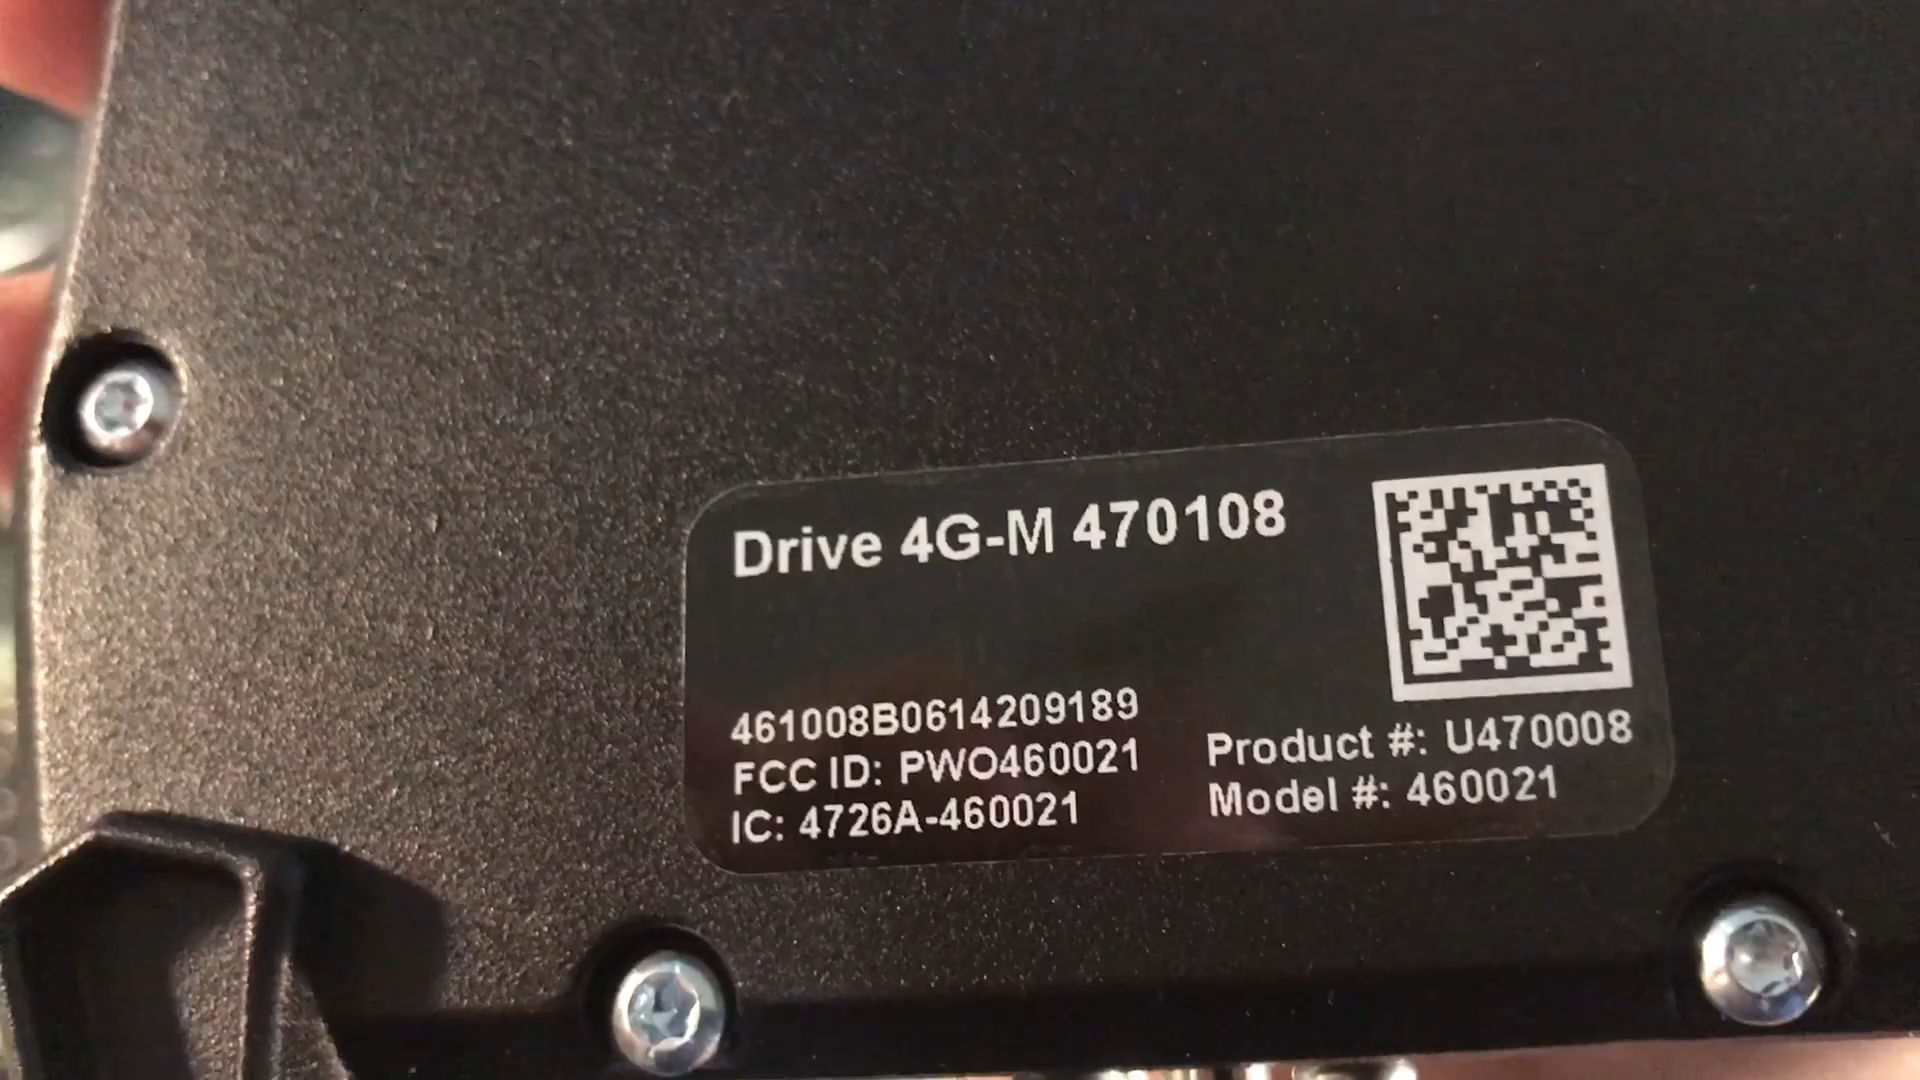 Drive 4G-M 470108
461008B0614209189
FCC ID: PWO460021
IC: 4726A-460021
Product #: U470008
Model #: 460021